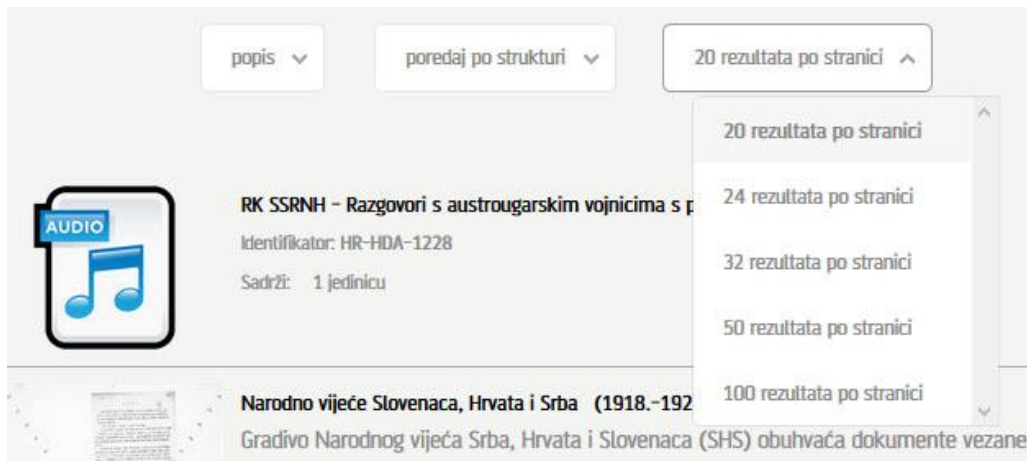 popis
poredaj po strukturi
20 rezultata po stranici
20 rezultata po stranici
24 rezultata po stranici
32 rezultata po stranici
50 rezultata po stranici
100 rezultata po stranici
AUDIO
RK SSRNH - Razgovori s austrougarskim vojnicima s p
Identifikator: HR-HDA-1228
Sadrži: 1 jedinicu
Narodno vijeće Slovenaca, Hrvata i Srba (1918.-192
Gradivo Narodnog vijeća Srba, Hrvata i Slovenaca (SHS) obuhvaća dokumente vezane